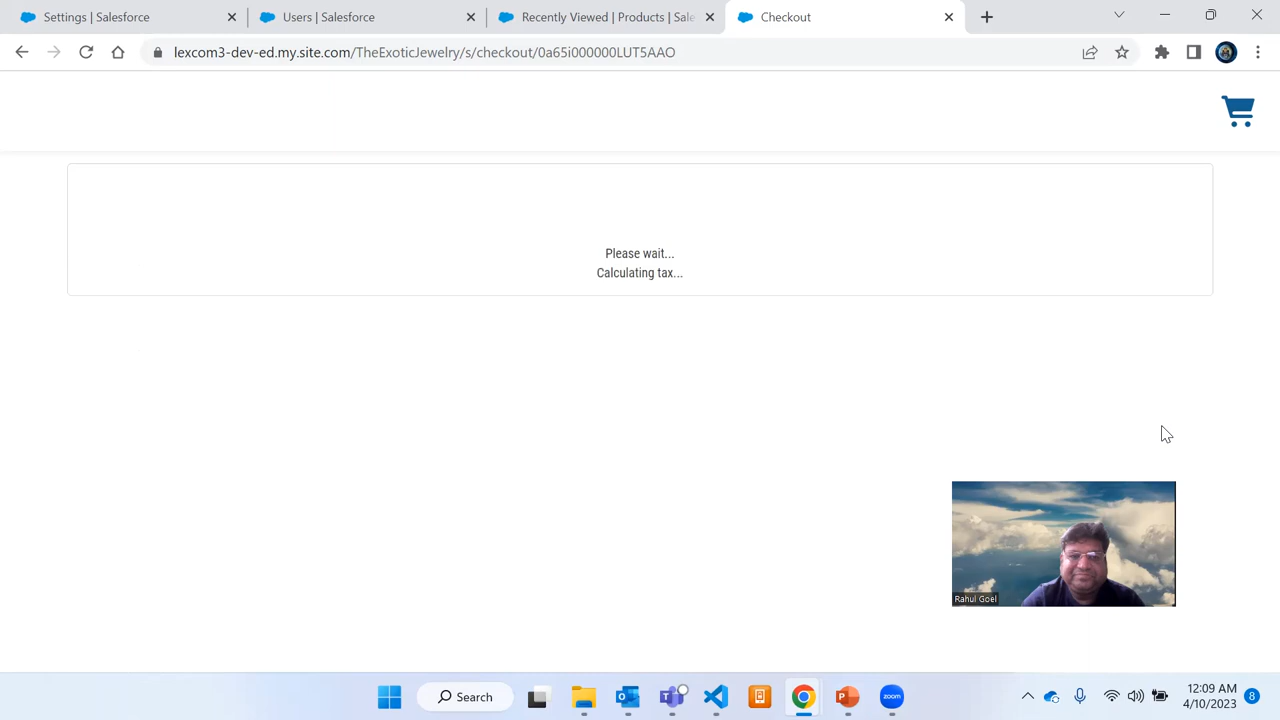 Settings | Salesforce
Users | Salesforce
Recently Viewed | Products | Sale
Checkout
lexcom3-dev-ed.my.site.com/TheExoticJewelry/s/checkout/0a65i000000LUT5AAO
Please wait...
Calculating tax...
Rahul Goel
Search
zoom
12:09 AM
4/10/2023
8